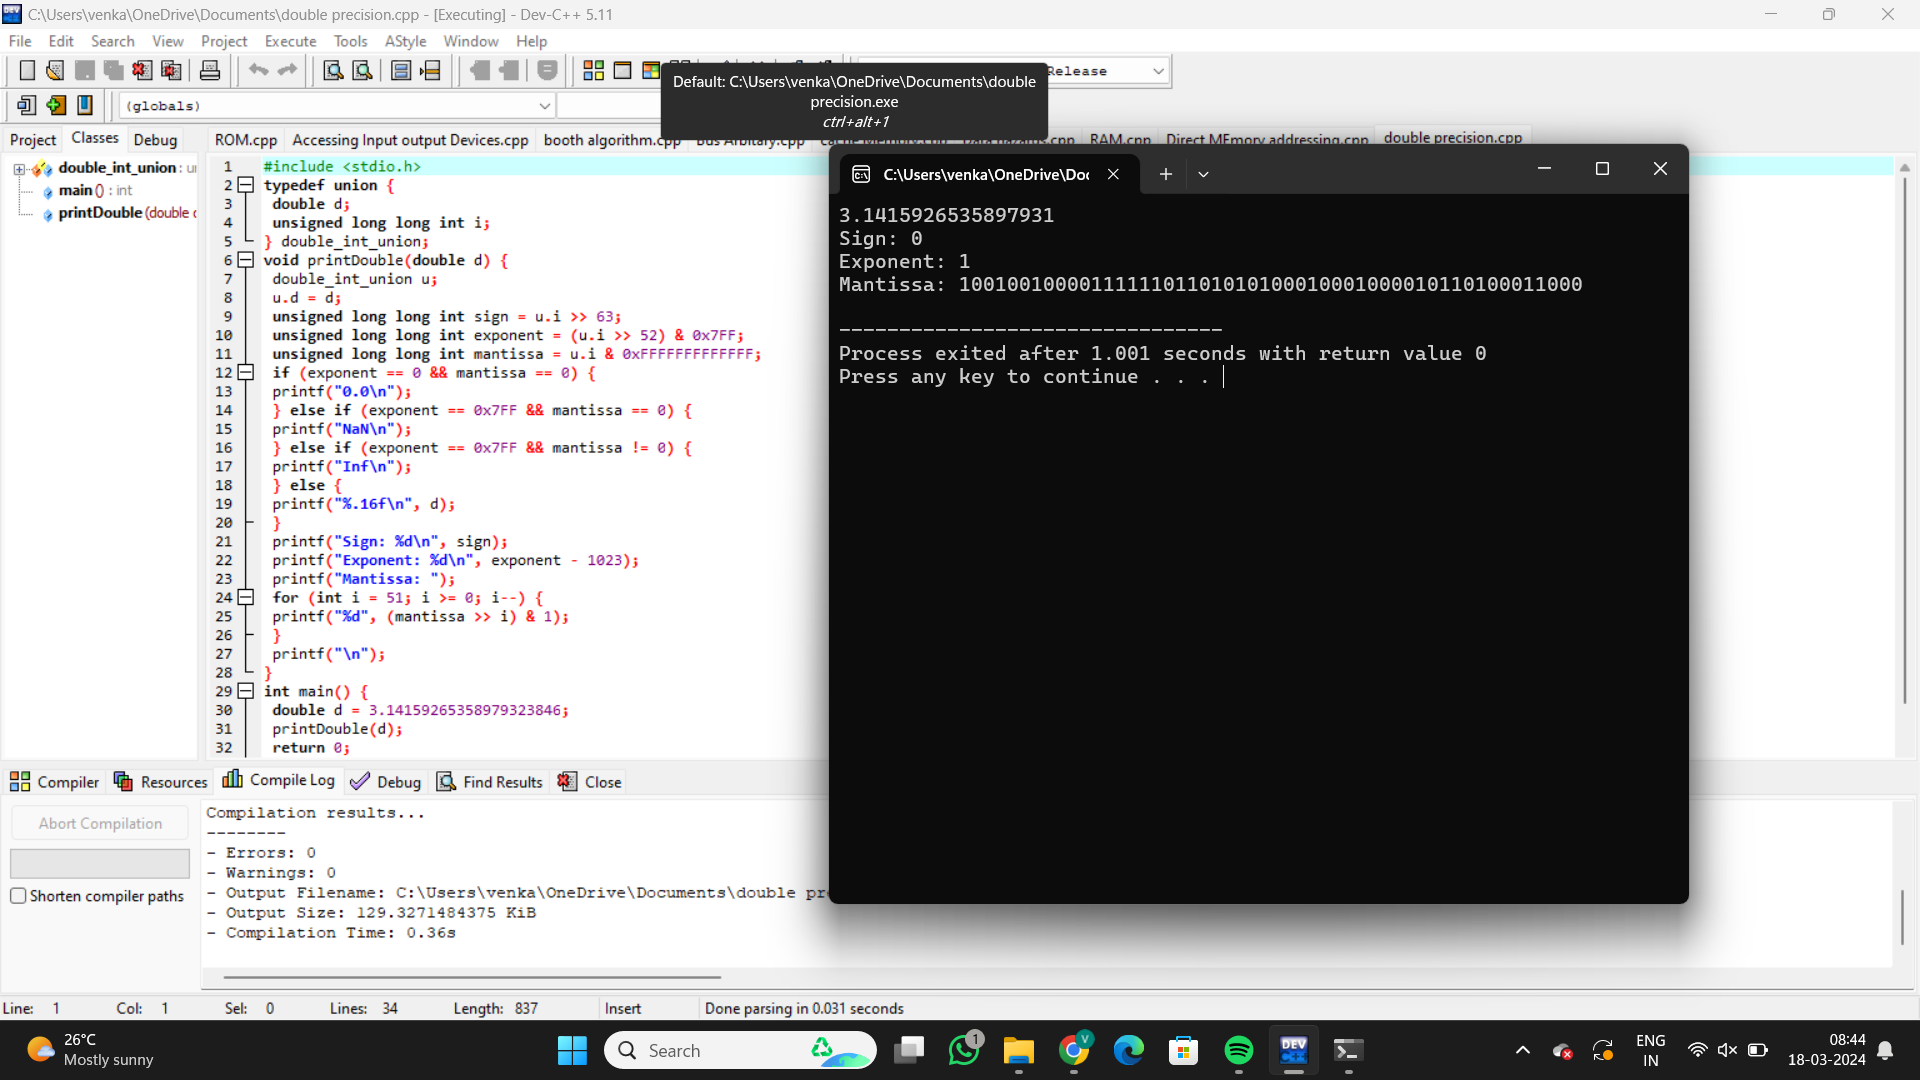 C:\Users\venka\OneDrive\Documents\double precision.cpp - [Executing] - Dev-C++ 5.11
File Edit Search View Project Execute Tools AStyle Window Help
Release
Default: C:\Users\venka\OneDrive\Documents\double
precision.exe
ctrl+alt+1
(globals)
Project Classes Debug
ROM.cpp Accessing Input output Devices.cpp booth algorithm.cpp Bus Arbitary.cpp cache Memory.cpp Data hazards.cpp RAM.cpp Direct MEmory addressing.cpp double precision.cpp
double_int_union : u
main () : int
printDouble (double d
1 #include <stdio.h>
2 typedef union {
3 double d;
4 unsigned long long int i;
5 } double_int_union;
6 void printDouble(double d) {
7 double_int_union u;
8 u.d = d;
9 unsigned long long int sign = u.i >> 63;
10 unsigned long long int exponent = (u.i >> 52) & 0x7FF;
11 unsigned long long int mantissa = u.i & 0xFFFFFFFFFFFFF;
12 if (exponent == 0 && mantissa == 0) {
13 printf("0.0\n");
14 } else if (exponent == 0x7FF && mantissa == 0) {
15 printf("NaN\n");
16 } else if (exponent == 0x7FF && mantissa != 0) {
17 printf("Inf\n");
18 } else {
19 printf("%.16f\n", d);
20 }
21 printf("Sign: %d\n", sign);
22 printf("Exponent: %d\n", exponent - 1023);
23 printf("Mantissa: ");
24 for (int i = 51; i >= 0; i--) {
25 printf("%d", (mantissa >> i) & 1);
26 }
27 printf("\n");
28 }
29 int main() {
30 double d = 3.14159265358979323846;
31 printDouble(d);
32 return 0;
C:\Users\venka\OneDrive\Doc
3.1415926535897931
Sign: 0
Exponent: 1
Mantissa: 1001001000011111101101010100010001000010110100011000
--------------------------------
Process exited after 1.001 seconds with return value 0
Press any key to continue . . .
Compiler Resources Compile Log Debug Find Results Close
Abort Compilation
Shorten compiler paths
Compilation results...
--------
- Errors: 0
- Warnings: 0
- Output Filename: C:\Users\venka\OneDrive\Documents\double pr
- Output Size: 129.3271484375 KiB
- Compilation Time: 0.36s
Line: 1 Col: 1 Sel: 0 Lines: 34 Length: 837 Insert Done parsing in 0.031 seconds
26°C
Mostly sunny
Search
1
V
DEV
C++
ENG
IN
08:44
18-03-2024